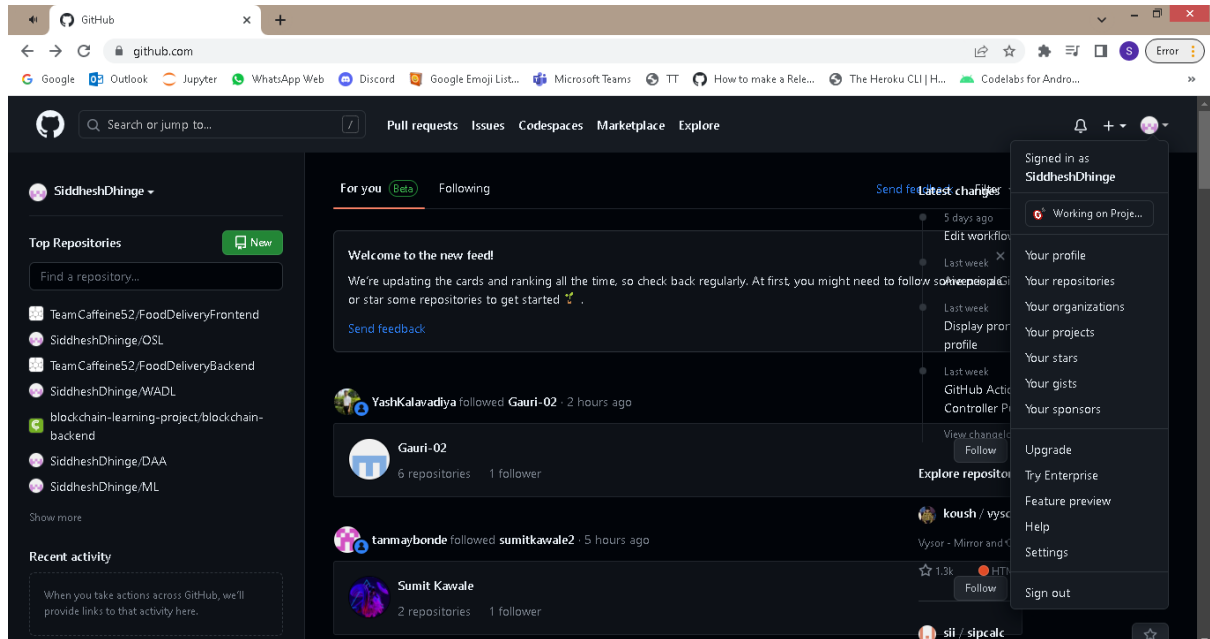 GitHub
github.com
S
Error
Google
Outlook
Jupyter
WhatsApp Web
Discord
Google Emoji List...
Microsoft Teams
TT
How to make a Rele...
The Heroku CLI | H...
Codelabs for Andro...
»
Search or jump to...
/
Pull requests
Issues
Codespaces
Marketplace
Explore
SiddheshDhinge
Top Repositories
New
Find a repository...
TeamCaffeine52/FoodDeliveryFrontend
SiddheshDhinge/OSL
TeamCaffeine52/FoodDeliveryBackend
SiddheshDhinge/WADL
blockchain-learning-project/blockchain-
backend
SiddheshDhinge/DAA
SiddheshDhinge/ML
Show more
Recent activity
When you take actions across GitHub, we'll
provide links to that activity here.
For you Beta
Following
Send
Filter
Welcome to the new feed!
We're updating the cards and ranking all the time, so check back regularly. At first, you might need to follow
or star some repositories to get started .
Send feedback
YashKalavadiya followed Gauri-02 · 2 hours ago
Gauri-02
6 repositories 1 follower
Follow
tanmaybonde followed sumitkawale2 · 5 hours ago
Sumit Kawale
2 repositories 1 follower
Follow
Latest changes
5 days ago
Edit workflo
Last week
Last week
Display pro
profile
Last week
GitHub Actio
Controller P
View changel
Explore reposito
koush / vyso
Vysor - Mirror and
1.3k
HT
sii / sipcalc
Signed in as
SiddheshDhinge
Working on Proje...
Your profile
Your repositories
Your organizations
Your projects
Your stars
Your gists
Your sponsors
Upgrade
Try Enterprise
Feature preview
Help
Settings
Sign out